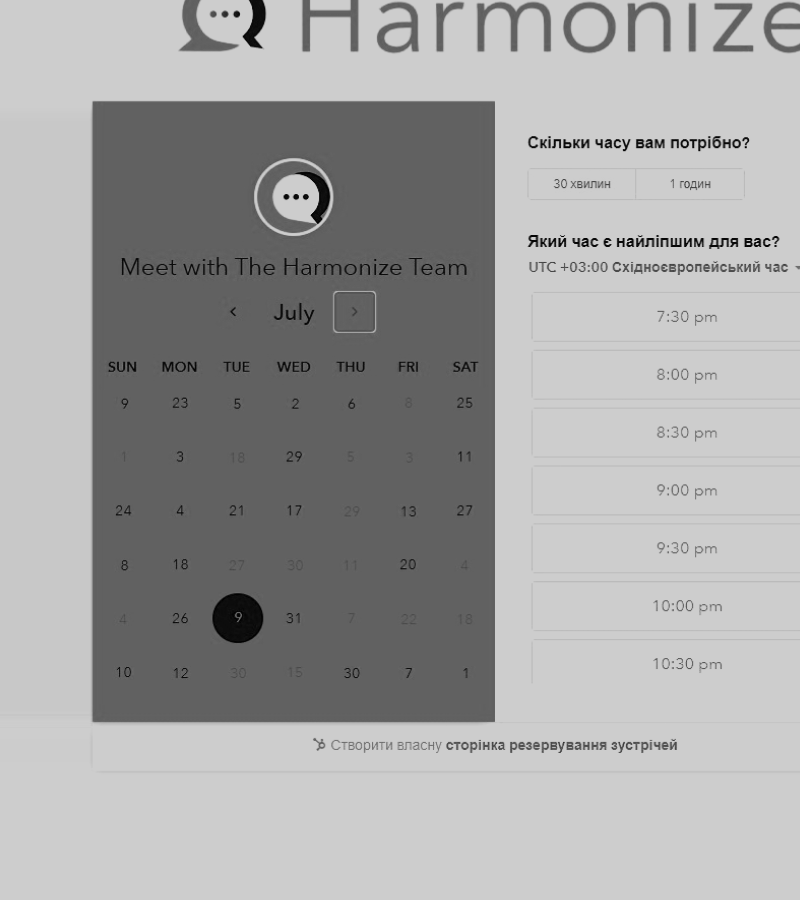 Harmonize
Meet with The Harmonize Team
July
SUN MON TUE WED THU FRI SAT
9 23 5 2 6 8 25
1 3 18 29 5 3 11
24 4 21 17 29 13 27
8 18 27 30 11 20 4
4 26 9 31 7 22 18
10 12 30 15 30 7 1
Скільки часу вам потрібно?
30 хвилин 1 годин
Який час є найліпшим для вас?
UTC +03:00 Східноєвропейський час
7:30 pm
8:00 pm
8:30 pm
9:00 pm
9:30 pm
10:00 pm
10:30 pm
Створити власну сторінка резервування зустрічей